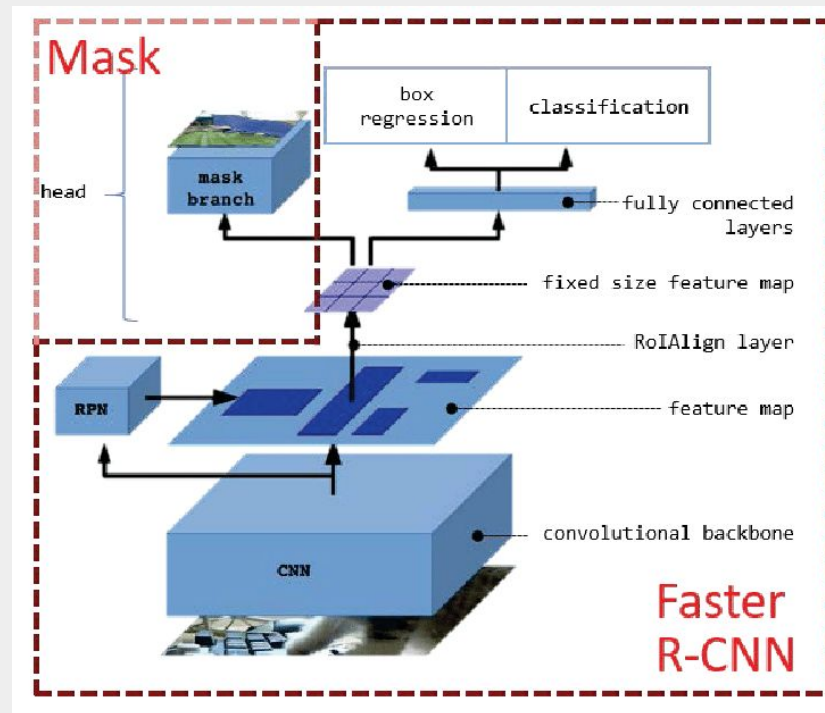 Mask
head
mask
branch
box
regression
classification
fully connected
layers
fixed size feature map
RoIAlign layer
RPN
feature map
convolutional backbone
CNN
Faster
R-CNN